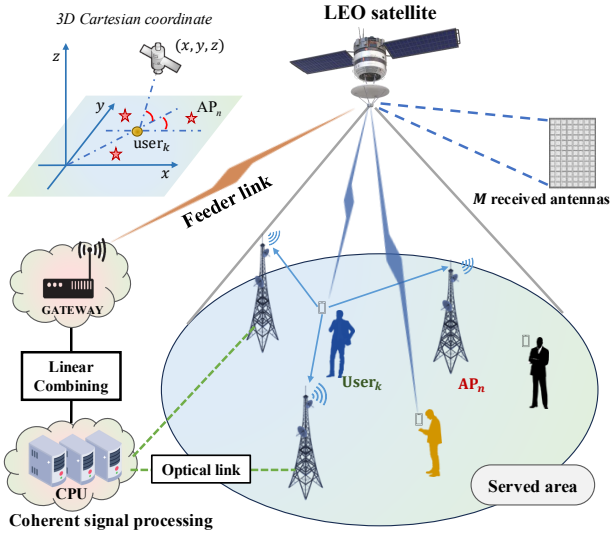 3D Cartesian coordinate
LEO satellite
(x, y, z)
z
y
AP_n
user_k
x
M received antennas
Feeder link
GATEWAY
Linear
Combining
User_k
AP_n
CPU
Optical link
Served area
Coherent signal processing